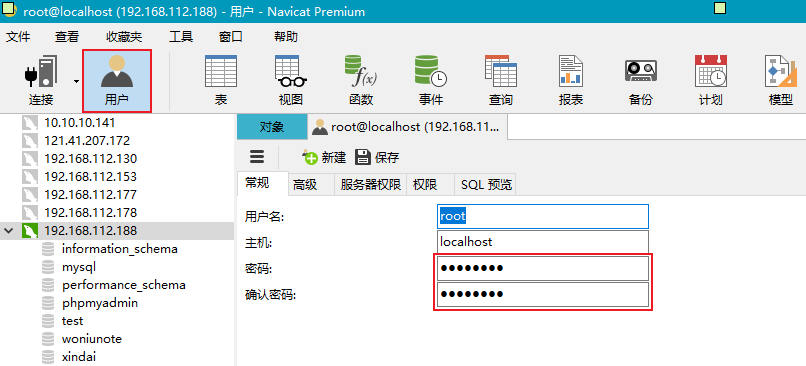 root@localhost (192.168.112.188) - 用户 - Navicat Premium
文件 查看 收藏夹 工具 窗口 帮助
连接 用户 表 视图 函数 事件 查询 报表 备份 计划 模型
10.10.10.141
121.41.207.172
192.168.112.130
192.168.112.153
192.168.112.177
192.168.112.178
192.168.112.188
information_schema
mysql
performance_schema
phpmyadmin
test
woniunote
xindai
对象 root@localhost (192.168.11...
新建 保存
常规 高级 服务器权限 权限 SQL 预览
用户名: root
主机: localhost
密码: ●●●●●●●●
确认密码: ●●●●●●●●